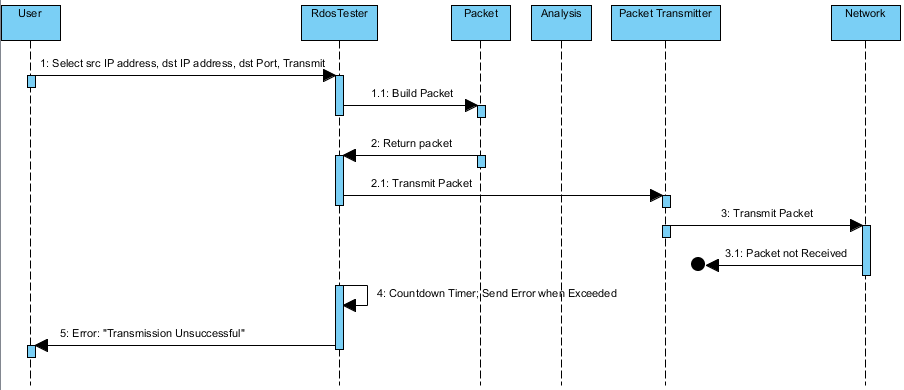 User
RdosTester
Packet
Analysis
Packet Transmitter
Network
1: Select src IP address, dst IP address, dst Port, Transmit
1.1: Build Packet
2: Return packet
2.1: Transmit Packet
3: Transmit Packet
3.1: Packet not Received
4: Countdown Timer; Send Error when Exceeded
5: Error: "Transmission Unsuccessful"